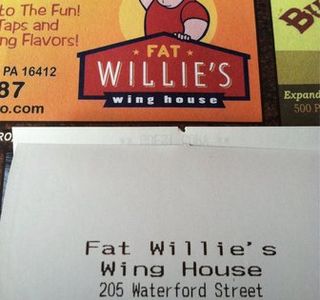 to The Fun!
Taps and
ng Flavors!
PA 16412
87
o.com
FAT
WILLIE'S
wing house
Bu
Expand
500 P
Fat Willie's
Wing House
205 Waterford Street